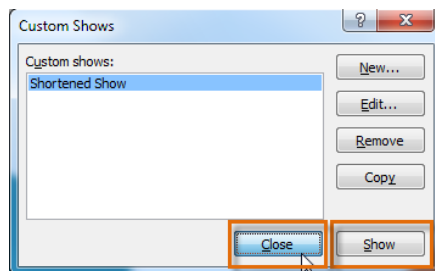 Custom Shows
Custom shows:
Shortened Show
New...
Edit...
Remove
Copy
Close
Show